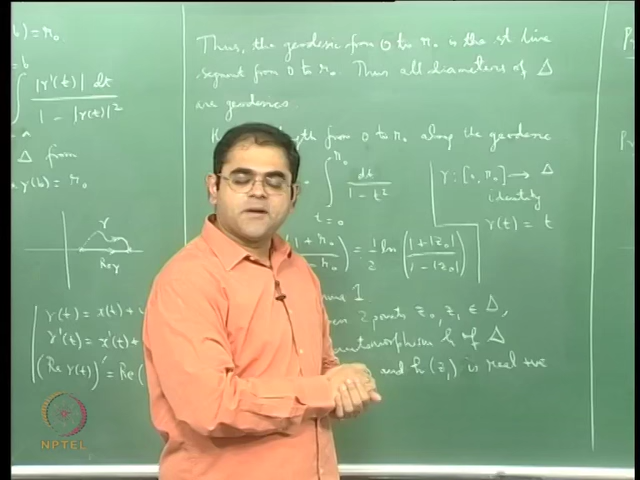 b) = r₀
= b
∫ |γ'(t)| dt / 1 - |γ(t)|²
a
Δ from
γ(b) = r₀
γ
Re γ
γ(t) = x(t) +
γ'(t) = x'(t) +
(Re γ(t))' = Re(
Thus, the geodesic from 0 to r₀ is the st line
segment from 0 to r₀. Thus all diameters of Δ
are geodesics.
length from 0 to r₀ along the geodesic
∫ r₀ t=0 dt / 1 - t²
γ : [0, r₀] → Δ
identity
γ(t) = t
1 + r₀ / - r₀ ) = 1/2 ln ( 1 + |z₀| / 1 - |z₀| )
1
2 points z₀, z₁ ∈ Δ,
automorphism h of Δ
and h(z₁) is real +ve
NPTEL